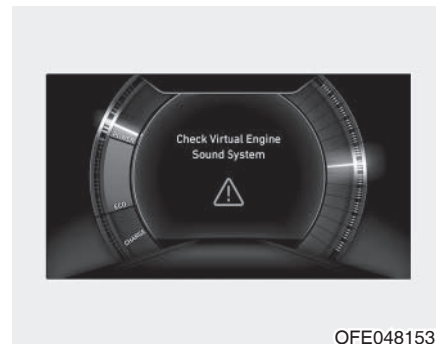 POWER
Check Virtual Engine
Sound System
ECO
CHARGE
OFE048153